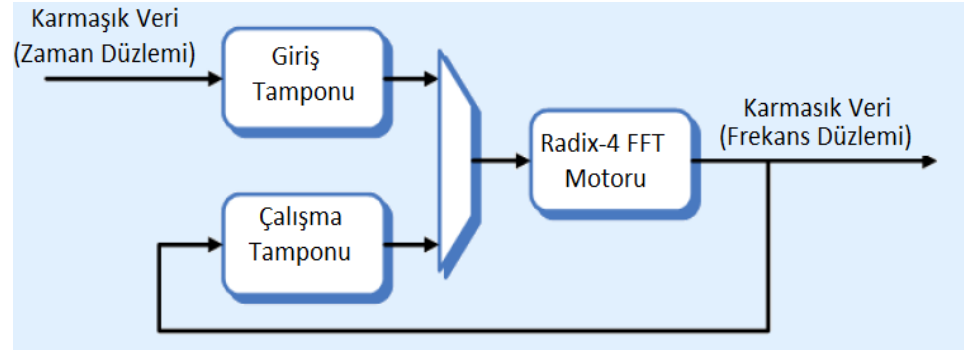 Karmaşık Veri
(Zaman Düzlemi)
Giriş
Tamponu
Radix-4 FFT
Motoru
Karmasık Veri
(Frekans Düzlemi)
Çalışma
Tamponu